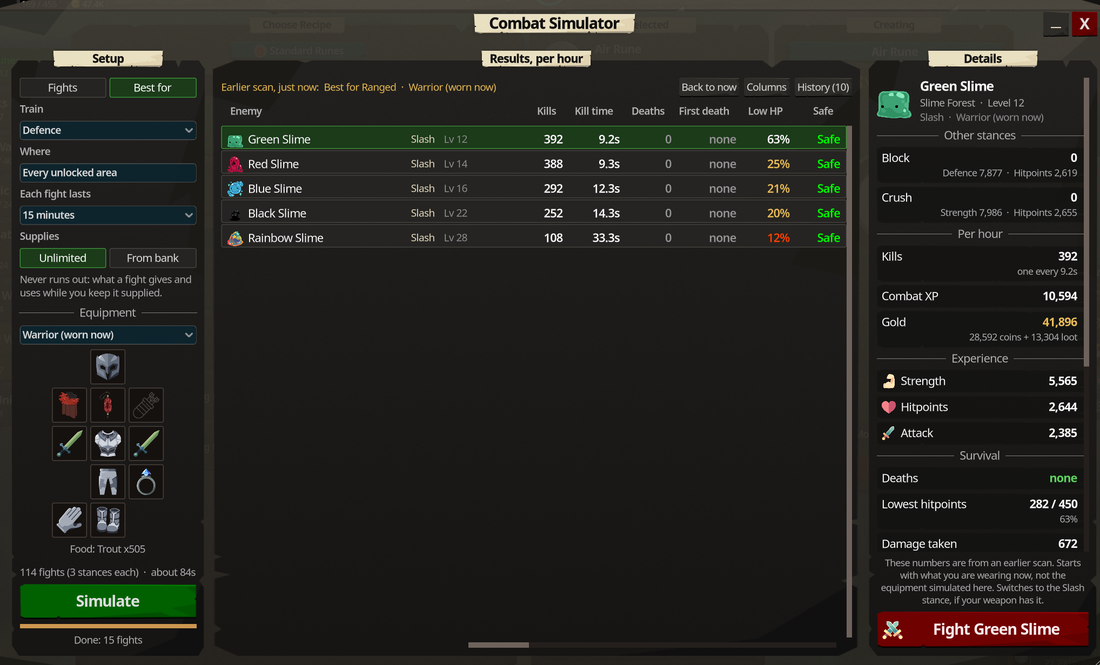 Combat Simulator
X
Setup
Fights
Best for
Train
Defence
Where
Every unlocked area
Each fight lasts
15 minutes
Supplies
Unlimited
From bank
Never runs out: what a fight gives and
uses while you keep it supplied.
Equipment
Warrior (worn now)
Food: Trout x505
114 fights (3 stances each) · about 84s
Simulate
Done: 15 fights
Results, per hour
Earlier scan, just now: Best for Ranged · Warrior (worn now)
Back to now
Columns
History (10)
Enemy Kills Kill time Deaths First death Low HP Safe
Green Slime Slash Lv 12 392 9.2s 0 none 63% Safe
Red Slime Slash Lv 14 388 9.3s 0 none 25% Safe
Blue Slime Slash Lv 16 292 12.3s 0 none 21% Safe
Black Slime Slash Lv 22 252 14.3s 0 none 20% Safe
Rainbow Slime Slash Lv 28 108 33.3s 0 none 12% Safe
Details
Green Slime
Slime Forest · Level 12
Slash · Warrior (worn now)
Other stances
Block 0
Defence 7,877 · Hitpoints 2,619
Crush 0
Strength 7,986 · Hitpoints 2,655
Per hour
Kills 392
one every 9.2s
Combat XP 10,594
Gold 41,896
28,592 coins + 13,304 loot
Experience
Strength 5,565
Hitpoints 2,644
Attack 2,385
Survival
Deaths none
Lowest hitpoints 282 / 450
63%
Damage taken 672
These numbers are from an earlier scan. Starts
with what you are wearing now, not the
equipment simulated here. Switches to the Slash
stance, if your weapon has it.
Fight Green Slime
Choose Recipe
Standard Runes
Air Rune
Creating
Air Rune